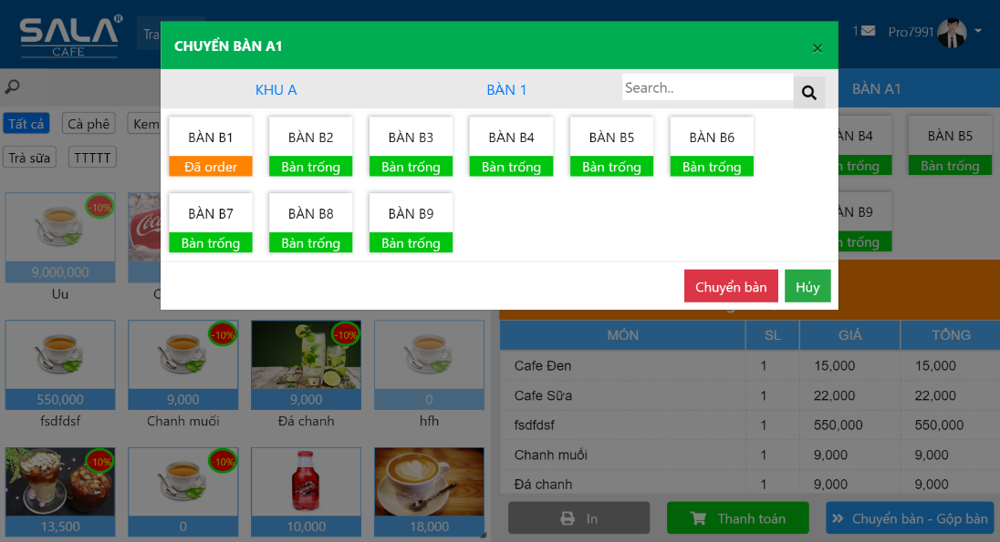 SALA®
CAFE
Tra
1
Pro7991
CHUYỂN BÀN A1
×
KHU A
BÀN 1
Search..
BÀN B1
Đã order
BÀN B2
Bàn trống
BÀN B3
Bàn trống
BÀN B4
Bàn trống
BÀN B5
Bàn trống
BÀN B6
Bàn trống
BÀN B7
Bàn trống
BÀN B8
Bàn trống
BÀN B9
Bàn trống
Chuyển bàn
Hủy
Tất cả
Cà phê
Kem
Trà sữa
TTTTT
-10%
9,000,000
Uu
Coca
C
550,000
fsdfdsf
-10%
9,000
Chanh muối
-10%
9,000
Đá chanh
0
hfh
-10%
13,500
-10%
0
10,000
18,000
BÀN A1
ÀN B4
trống
BÀN B5
Bàn trống
ÀN B9
trống
MÓN SL GIÁ TỔNG
Cafe Đen 1 15,000 15,000
Cafe Sữa 1 22,000 22,000
fsdfdsf 1 550,000 550,000
Chanh muối 1 9,000 9,000
Đá chanh 1 9,000 9,000
In
Thanh toán
Chuyển bàn - Gộp bàn